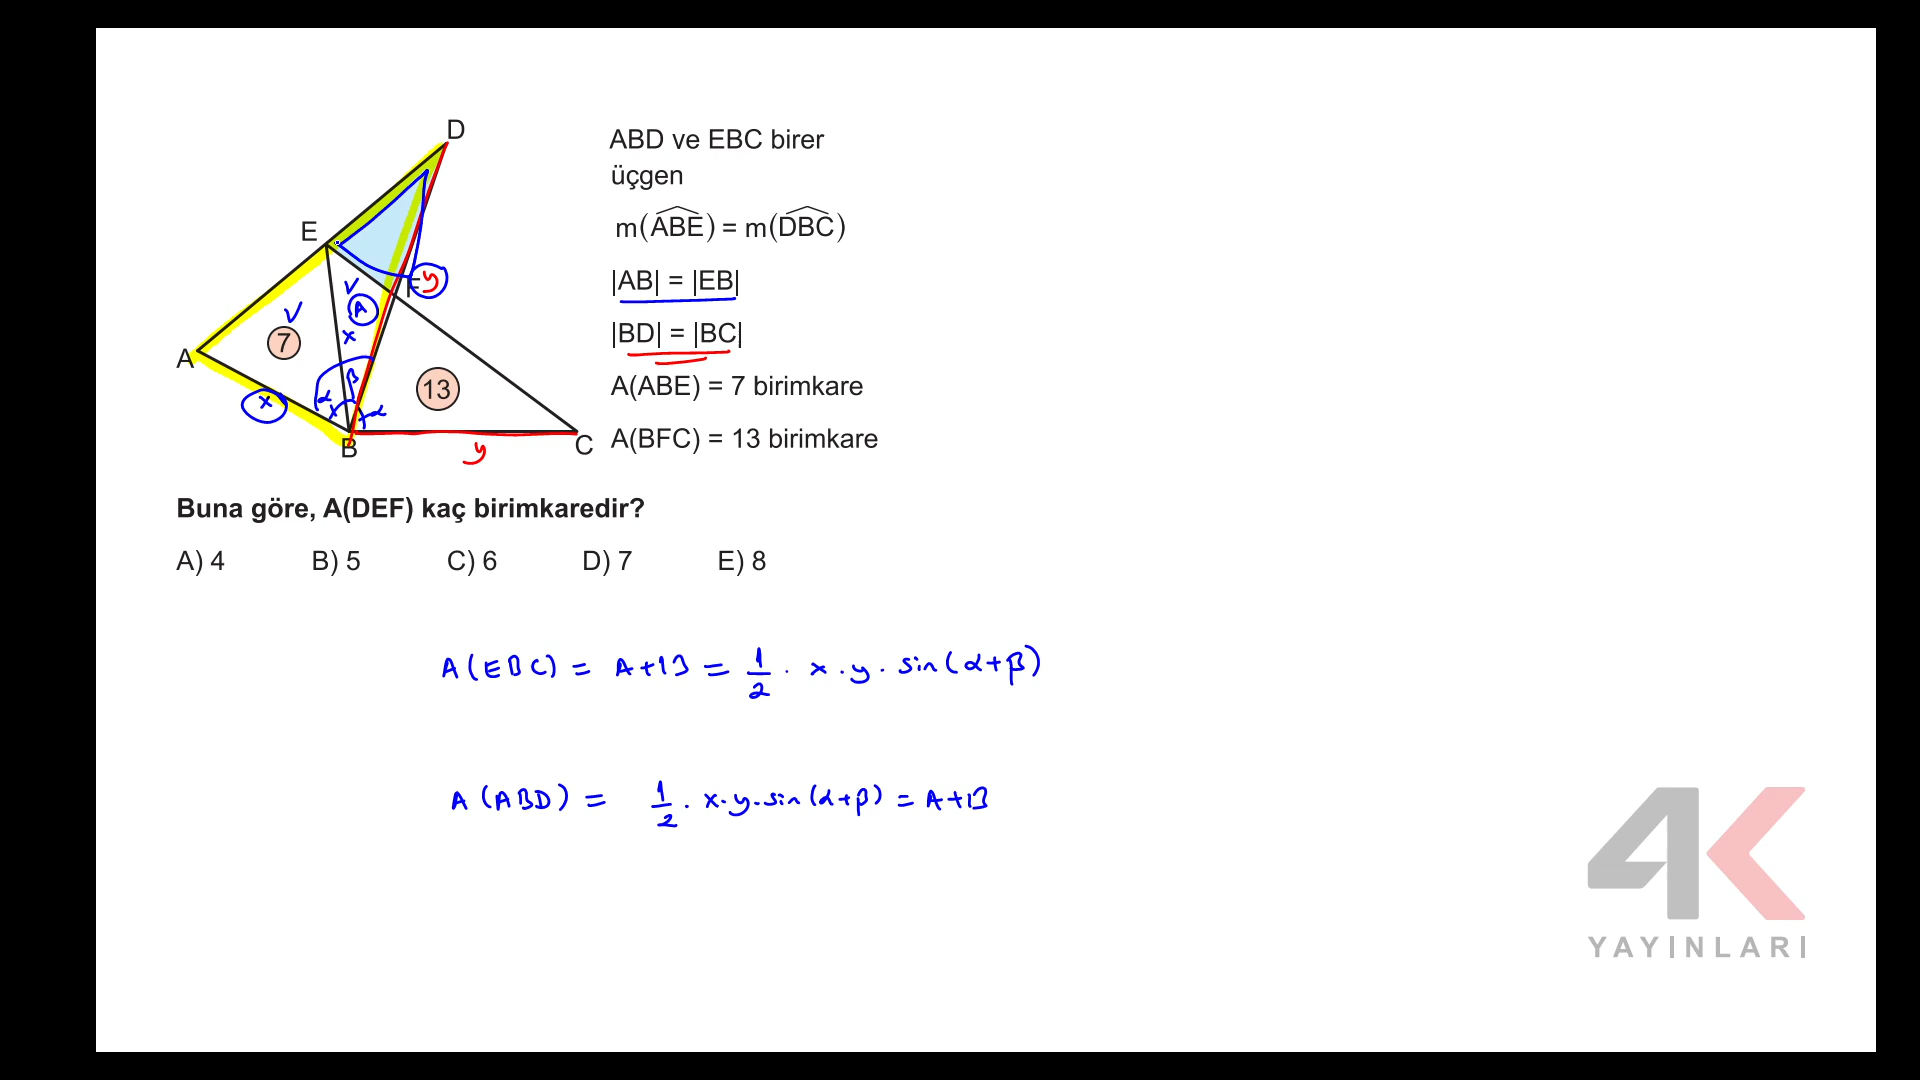 D
E
V
F y
A
V
x
7
A
β
α
x
x
α
13
B
C
y
ABD ve EBC birer
üçgen
m(ABE) = m(DBC)
|AB| = |EB|
|BD| = |BC|
A(ABE) = 7 birimkare
A(BFC) = 13 birimkare
Buna göre, A(DEF) kaç birimkaredir?
A) 4 B) 5 C) 6 D) 7 E) 8
A(EBC) = A+13 = 1/2 · x · y · sin(α+β)
A(ABD) = 1/2 · x·y·sin(α+β) = A+13
4K
YAYINLARI